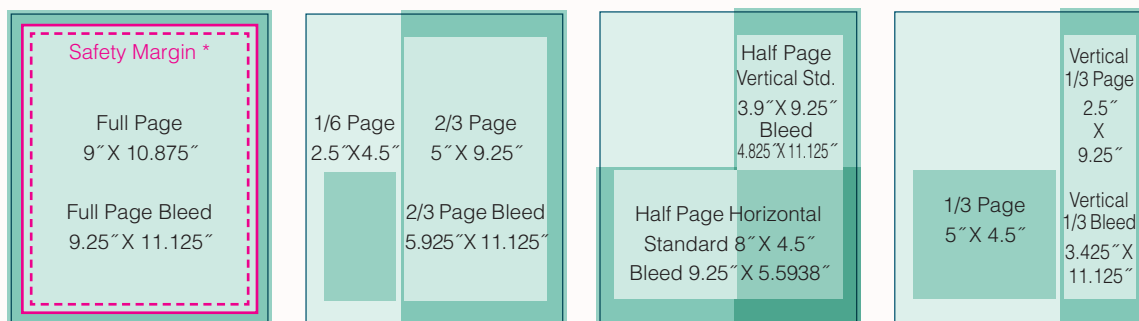 Safety Margin *
Full Page
9˝X 10.875˝
Full Page Bleed
9.25˝X 11.125˝
1/6 Page
2.5˝X4.5˝
2/3 Page
5˝X 9.25˝
2/3 Page Bleed
5.925˝X 11.125˝
Half Page
Vertical Std.
3.9˝X 9.25˝
Bleed
4.825˝X 11.125˝
Half Page Horizontal
Standard 8˝X 4.5˝
Bleed 9.25˝X 5.5938˝
1/3 Page
5˝X 4.5˝
Vertical
1/3 Page
2.5˝
X
9.25˝
Vertical
1/3 Bleed
3.425˝X
11.125˝